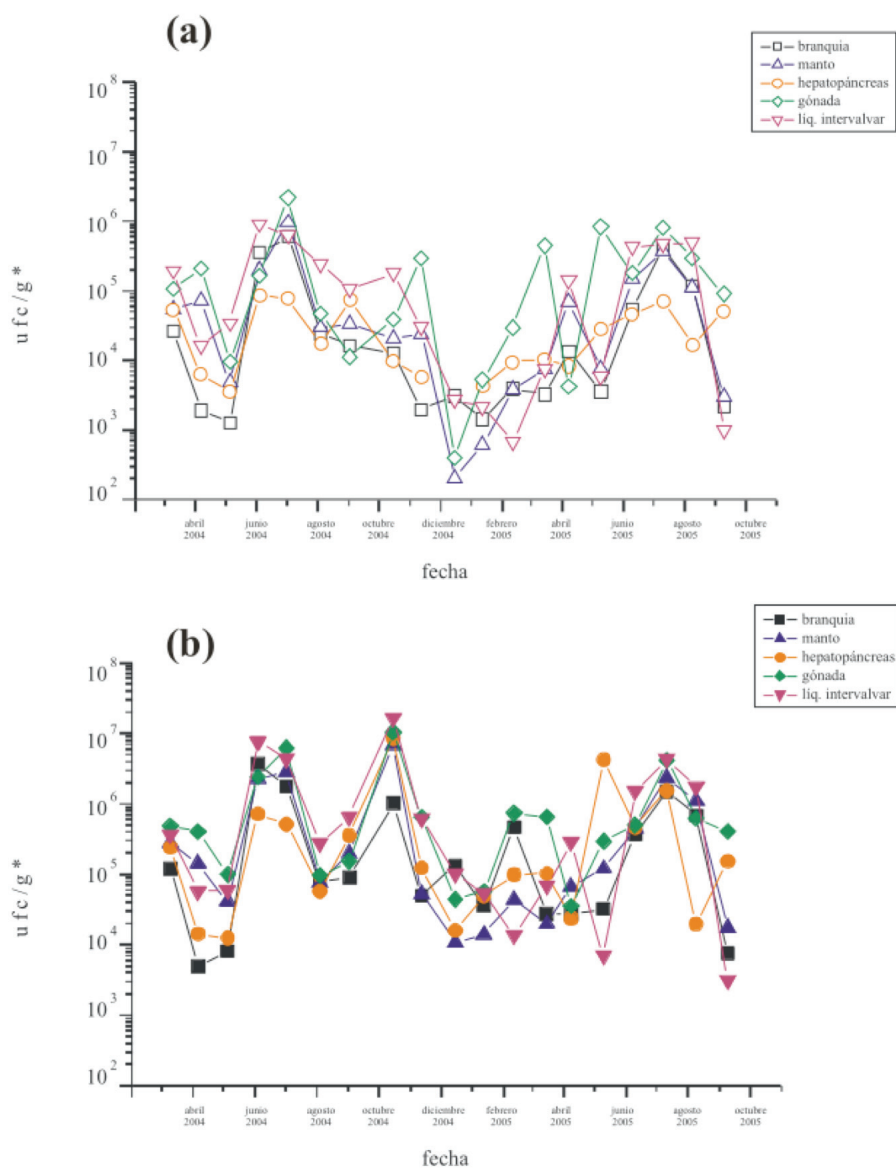 (a)
branquia
manto
hepatopáncreas
gónada
liq. intervalvar
10^8
10^7
10^6
10^5
10^4
10^3
10^2
ufc/g*
abril 2004
junio 2004
agosto 2004
octubre 2004
diciembre 2004
febrero 2005
abril 2005
junio 2005
agosto 2005
octubre 2005
fecha
(b)
branquia
manto
hepatopáncreas
gónada
liq. intervalvar
10^8
10^7
10^6
10^5
10^4
10^3
10^2
ufc/g*
abril 2004
junio 2004
agosto 2004
octubre 2004
diciembre 2004
febrero 2005
abril 2005
junio 2005
agosto 2005
octubre 2005
fecha